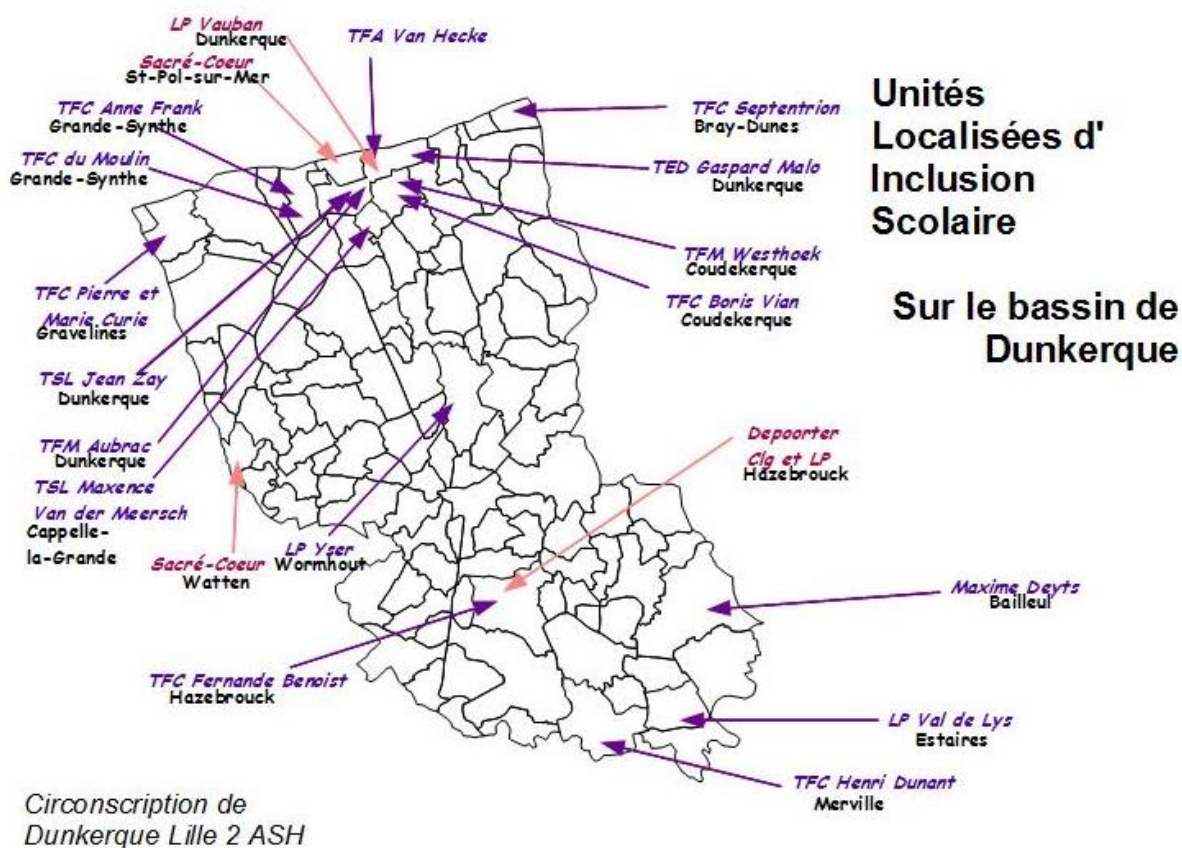 LP Vauban
Dunkerque
TFA Van Hecke
Sacré-Coeur
St-Pol-sur-Mer
TFC Anne Frank
Grande-Synthe
TFC du Moulin
Grande-Synthe
TFC Septentrion
Bray-Dunes
TED Gaspard Malo
Dunkerque
TFM Westhoek
Coudekerque
TFC Boris Vian
Coudekerque
Unités
Localisées d'
Inclusion
Scolaire
Sur le bassin de
Dunkerque
TFC Pierre et
Marie Curie
Gravelines
TSL Jean Zay
Dunkerque
TFM Aubrac
Dunkerque
TSL Maxence
Van der Meersch
Cappelle-
la-Grande
Sacré-Coeur
Watten
LP Yser
Wormhout
Depoorter
Clg et LP
Hazebrouck
Maxime Deyts
Bailleul
TFC Fernande Benoist
Hazebrouck
LP Val de Lys
Estaires
TFC Henri Dunant
Merville
Circonscription de
Dunkerque Lille 2 ASH